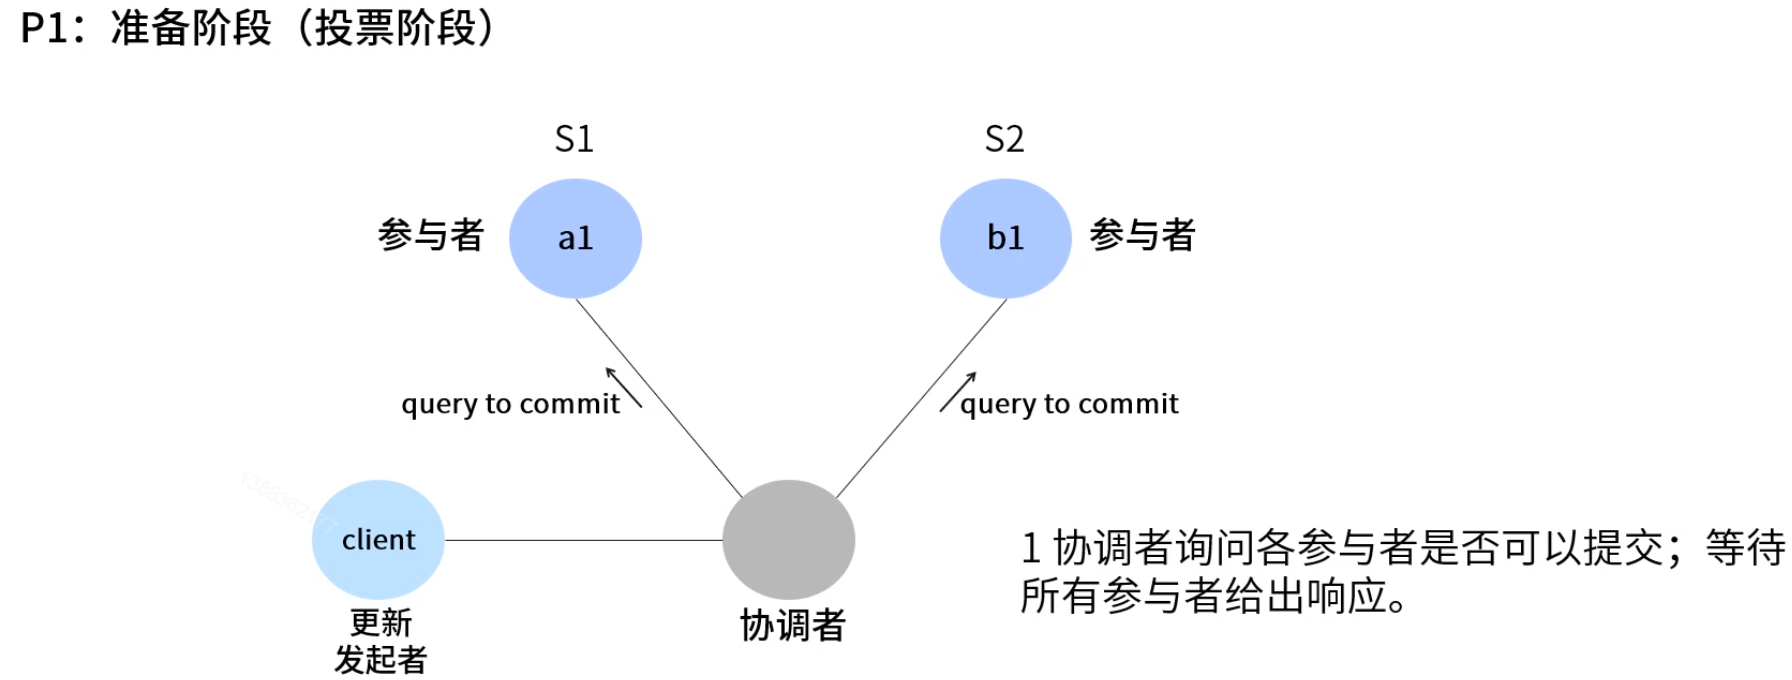 P1：准备阶段（投票阶段）
S1
S2
参与者
a1
b1
参与者
query to commit
query to commit
client
更新
发起者
协调者
1 协调者询问各参与者是否可以提交；等待
所有参与者给出响应。